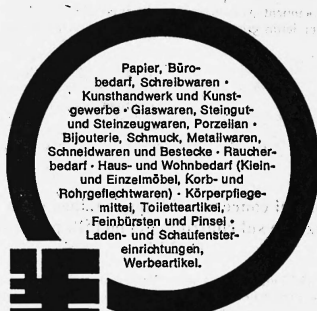 Papier, Büro-
bedarf, Schreibwaren •
Kunsthandwerk und Kunst-
gewerbe • Glaswaren, Steingut-
und Steinzeugwaren, Porzellan •
Bijouterie, Schmuck, Metallwaren,
Schneidwaren und Bestecke • Raucher-
bedarf • Haus- und Wohnbedarf (Klein-
und Einzelmöbel, Korb- und
Rohrgeflechtwaren) • Körperpflege-
mittel, Toiletteartikel,
Feinbürsten und Pinsel •
Laden- und Schaufenster-
einrichtungen,
Werbeartikel.